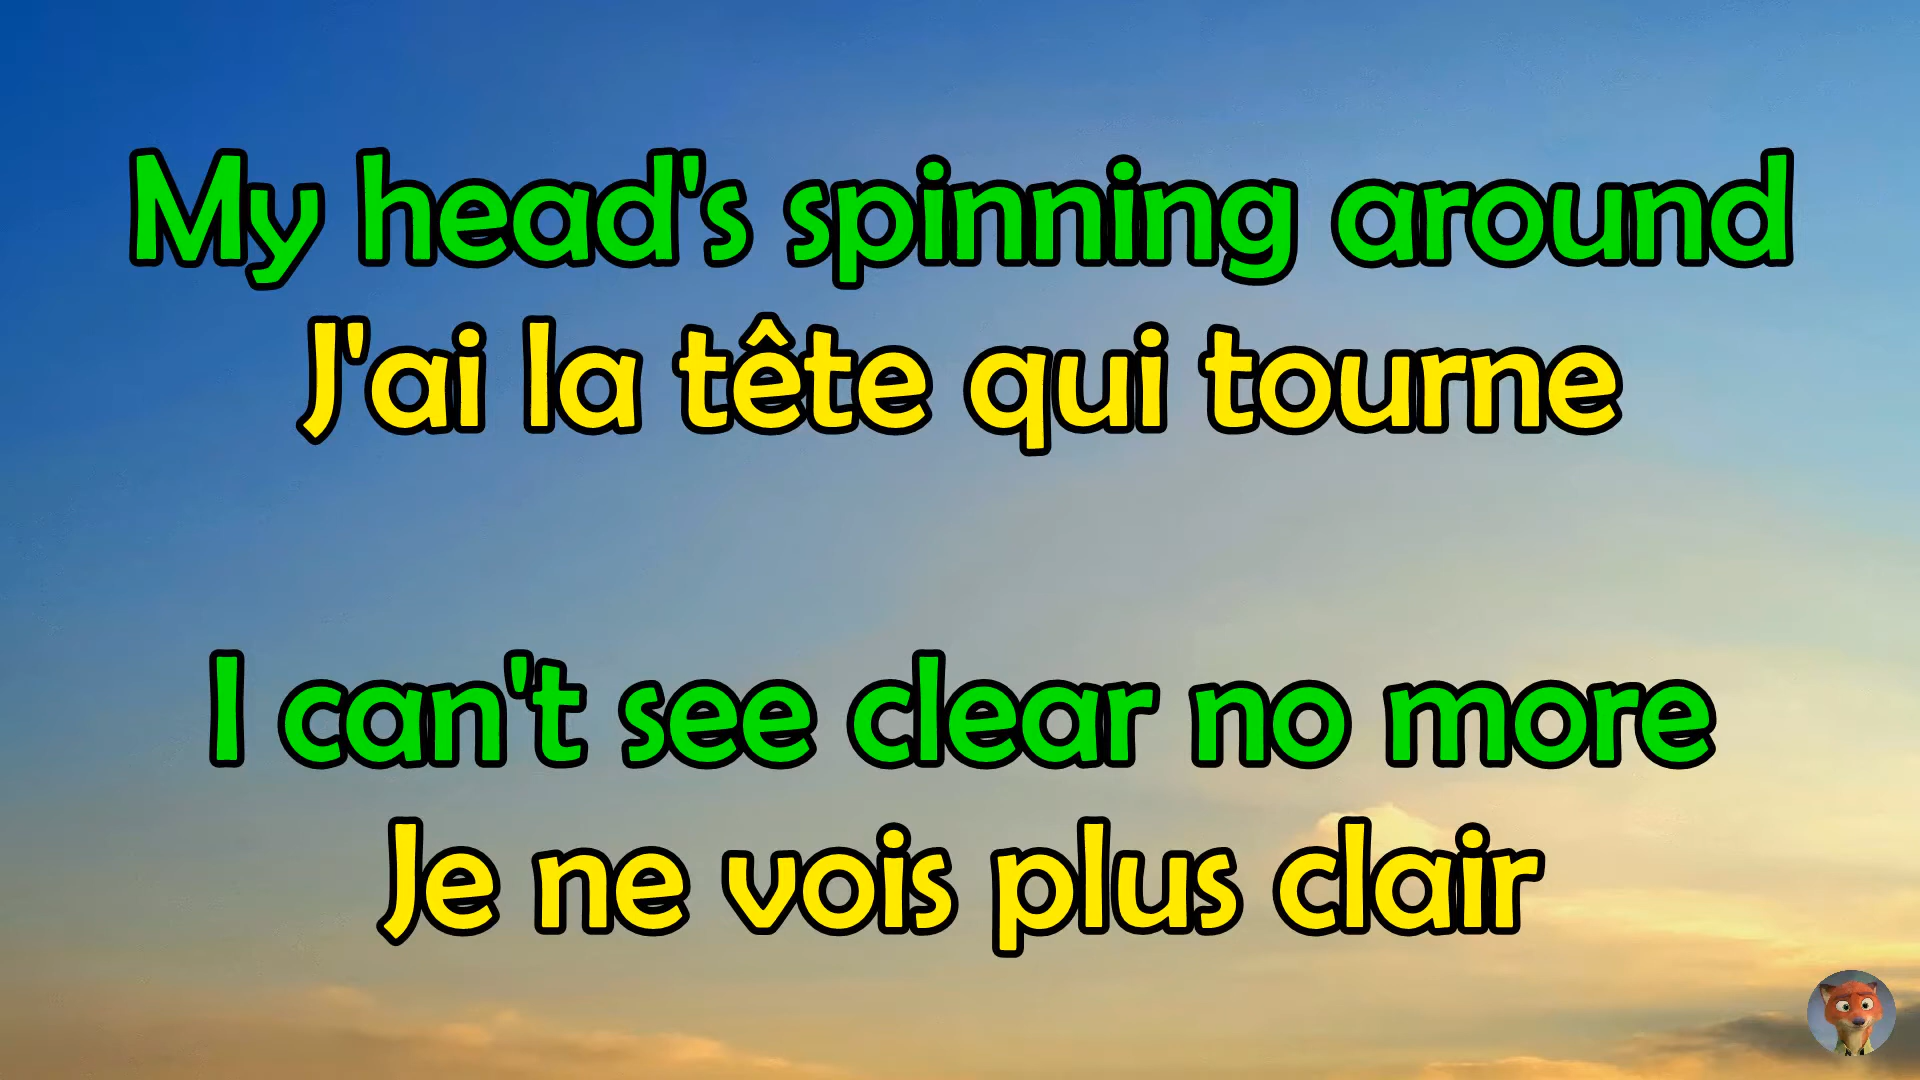 My head's spinning around
J'ai la tête qui tourne
I can't see clear no more
Je ne vois plus clair